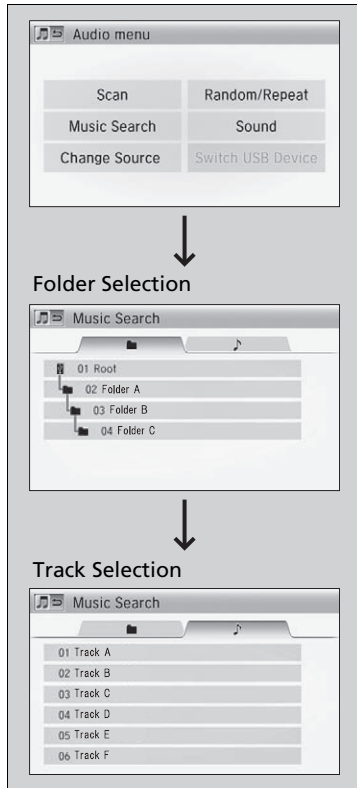 Audio menu
Scan Random/Repeat
Music Search Sound
Change Source Switch USB Device
Folder Selection
Music Search
01 Root
02 Folder A
03 Folder B
04 Folder C
Track Selection
Music Search
01 Track A
02 Track B
03 Track C
04 Track D
05 Track E
06 Track F